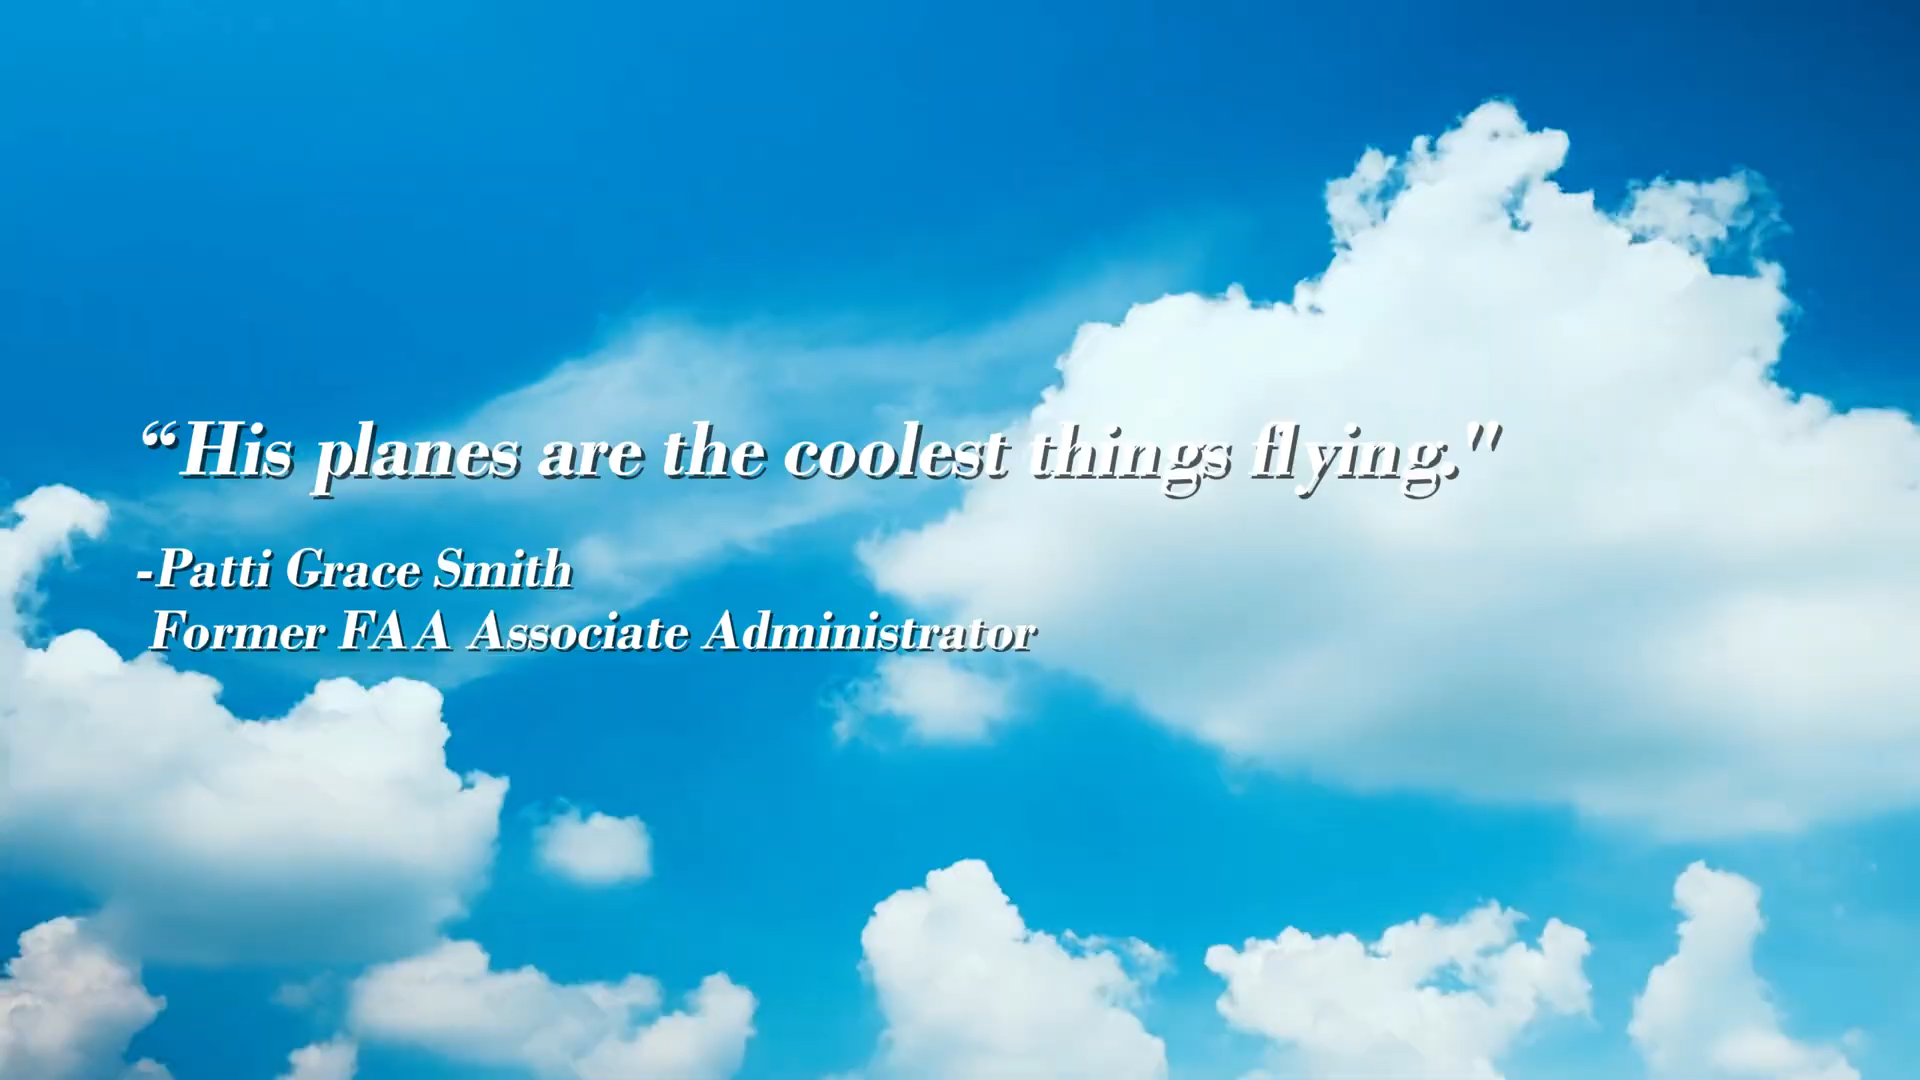 “His planes are the coolest things flying."
-Patti Grace Smith
Former FAA Associate Administrator